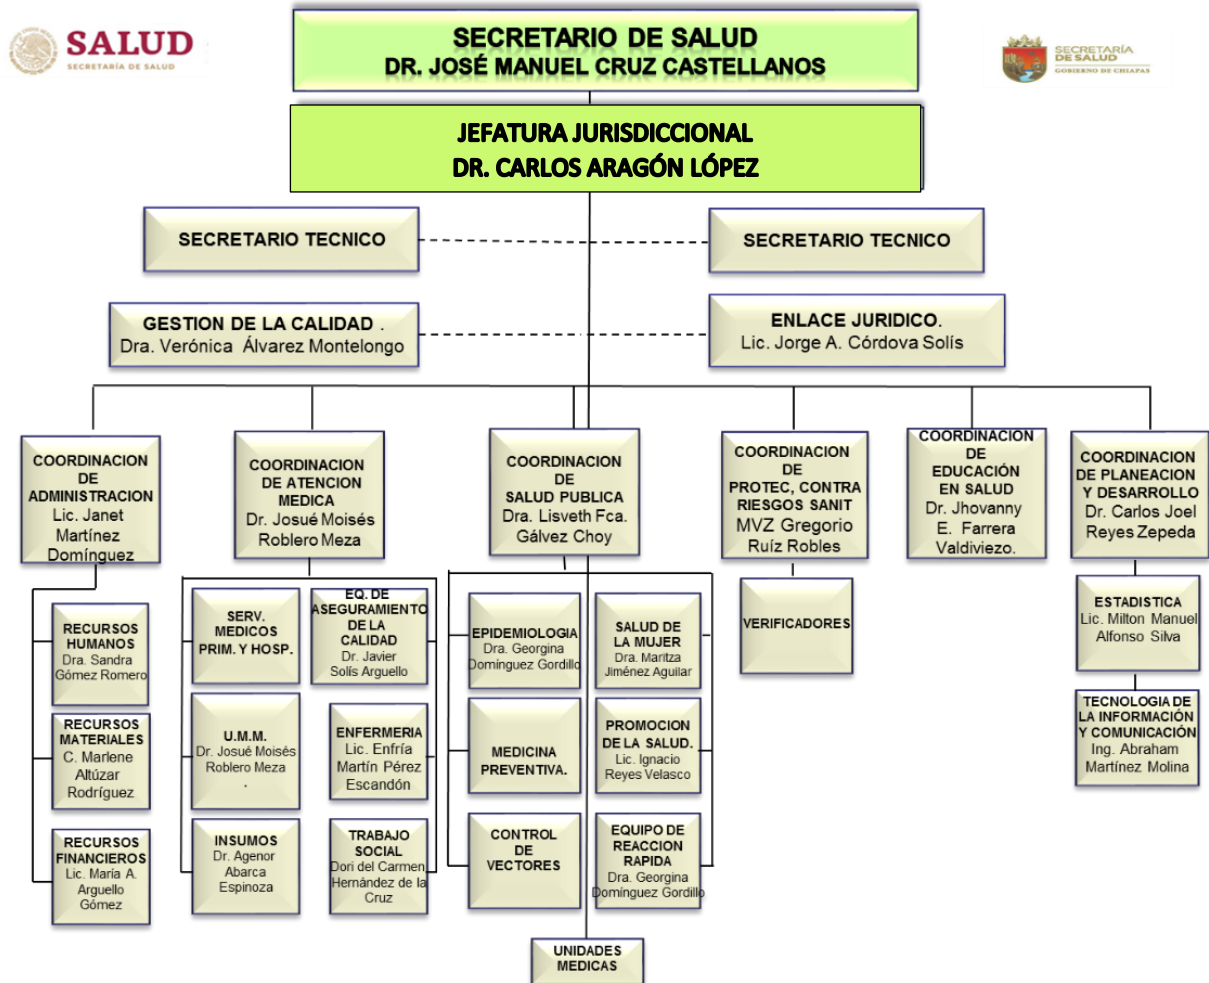 SALUD
SECRETARÍA DE SALUD
SECRETARIO DE SALUD
DR. JOSÉ MANUEL CRUZ CASTELLANOS
SECRETARÍA
DE SALUD
GOBIERNO DE CHIAPAS
JEFATURA JURISDICCIONAL
DR. CARLOS ARAGÓN LÓPEZ
SECRETARIO TECNICO
SECRETARIO TECNICO
GESTION DE LA CALIDAD .
Dra. Verónica Álvarez Montelongo
ENLACE JURIDICO.
Lic. Jorge A. Córdova Solís
COORDINACION
DE
ADMINISTRACION
Lic. Janet
Martínez
Domínguez
COORDINACION
DE ATENCION
MEDICA
Dr. Josué Moisés
Roblero Meza
COORDINACION
DE
SALUD PUBLICA
Dra. Lisveth Fca.
Gálvez Choy
COORDINACION
DE
PROTEC, CONTRA
RIESGOS SANIT
MVZ Gregorio
Ruíz Robles
COORDINACION
DE
EDUCACIÓN
EN SALUD
Dr. Jhovanny
E. Farrera
Valdiviezo.
COORDINACION
DE PLANEACION
Y DESARROLLO
Dr. Carlos Joel
Reyes Zepeda
RECURSOS
HUMANOS
Dra. Sandra
Gómez Romero
RECURSOS
MATERIALES
C. Marlene
Altúzar
Rodríguez
RECURSOS
FINANCIEROS
Lic. María A.
Arguello
Gómez
SERV.
MEDICOS
PRIM. Y HOSP.
EQ. DE
ASEGURAMIENTO
DE LA
CALIDAD
Dr. Javier
Solís Arguello
U.M.M.
Dr. Josué Moisés
Roblero Meza
.
ENFERMERIA
Lic. Enfría
Martín Pérez
Escandón
INSUMOS
Dr. Agenor
Abarca
Espinoza
TRABAJO
SOCIAL
Dori del Carmen
Hernández de la
Cruz
EPIDEMIOLOGIA
Dra. Georgina
Domínguez Gordillo
SALUD DE
LA MUJER
Dra. Maritza
Jiménez Aguilar
MEDICINA
PREVENTIVA.
PROMOCION
DE LA SALUD.
Lic. Ignacio
Reyes Velasco
CONTROL
DE
VECTORES
EQUIPO DE
REACCION
RAPIDA
Dra. Georgina
Domínguez Gordillo
UNIDADES
MEDICAS
VERIFICADORES
ESTADISTICA
Lic. Milton Manuel
Alfonso Silva
TECNOLOGIA DE
LA INFORMACIÓN
Y COMUNICACIÓN
Ing. Abraham
Martínez Molina